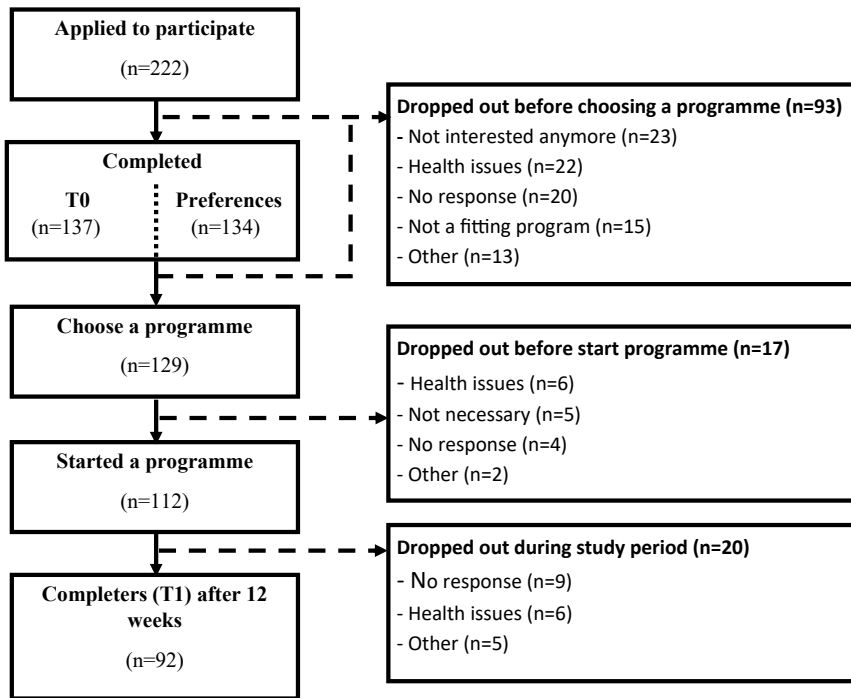 Applied to participate
(n=222)
Dropped out before choosing a programme (n=93)
- Not interested anymore (n=23)
- Health issues (n=22)
- No response (n=20)
- Not a fitting program (n=15)
- Other (n=13)
Completed
T0
(n=137)
Preferences
(n=134)
Choose a programme
(n=129)
Dropped out before start programme (n=17)
- Health issues (n=6)
- Not necessary (n=5)
- No response (n=4)
- Other (n=2)
Started a programme
(n=112)
Dropped out during study period (n=20)
- No response (n=9)
- Health issues (n=6)
- Other (n=5)
Completers (T1) after 12
weeks
(n=92)